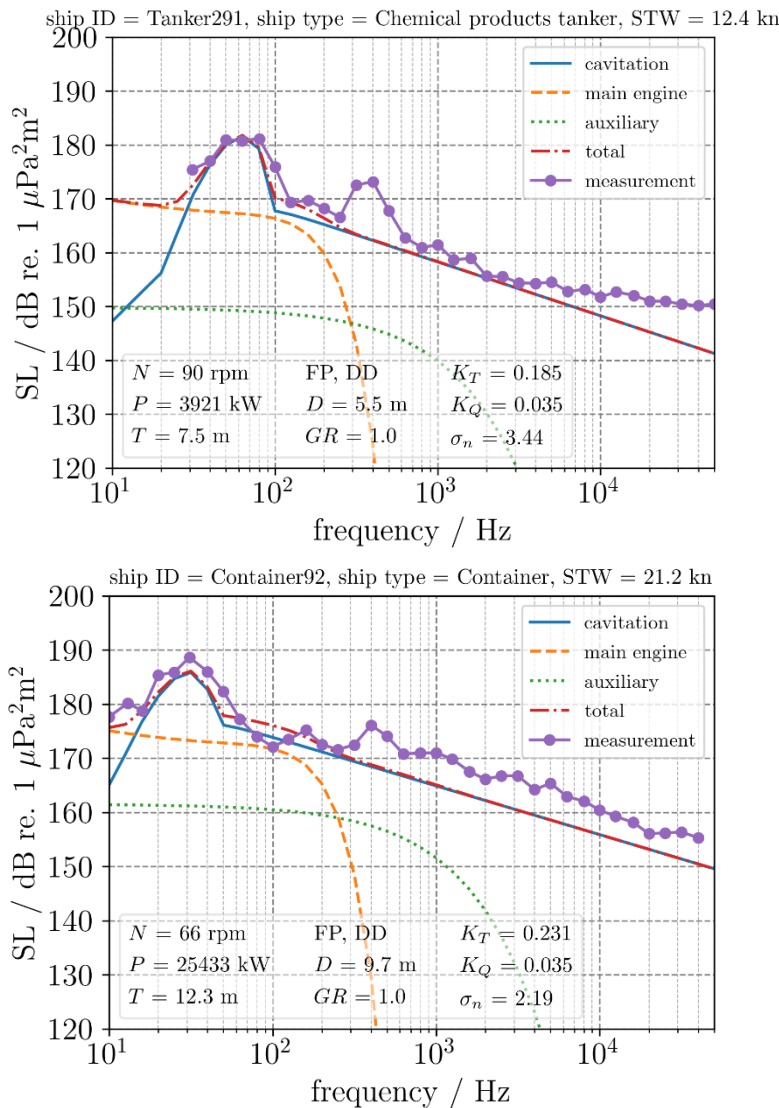 ship ID = Tanker291, ship type = Chemical products tanker, STW = 12.4 kn
200
190
180
170
160
150
140
130
120
SL / dB re. 1 μPa²m²
cavitation
main engine
auxiliary
total
measurement
N = 90 rpm FP, DD K_T = 0.185
P = 3921 kW D = 5.5 m K_Q = 0.035
T = 7.5 m GR = 1.0 σ_n = 3.44
10¹ 10² 10³ 10⁴
frequency / Hz
ship ID = Container92, ship type = Container, STW = 21.2 kn
200
190
180
170
160
150
140
130
120
SL / dB re. 1 μPa²m²
cavitation
main engine
auxiliary
total
measurement
N = 66 rpm FP, DD K_T = 0.231
P = 25433 kW D = 9.7 m K_Q = 0.035
T = 12.3 m GR = 1.0 σ_n = 2.19
10¹ 10² 10³ 10⁴
frequency / Hz